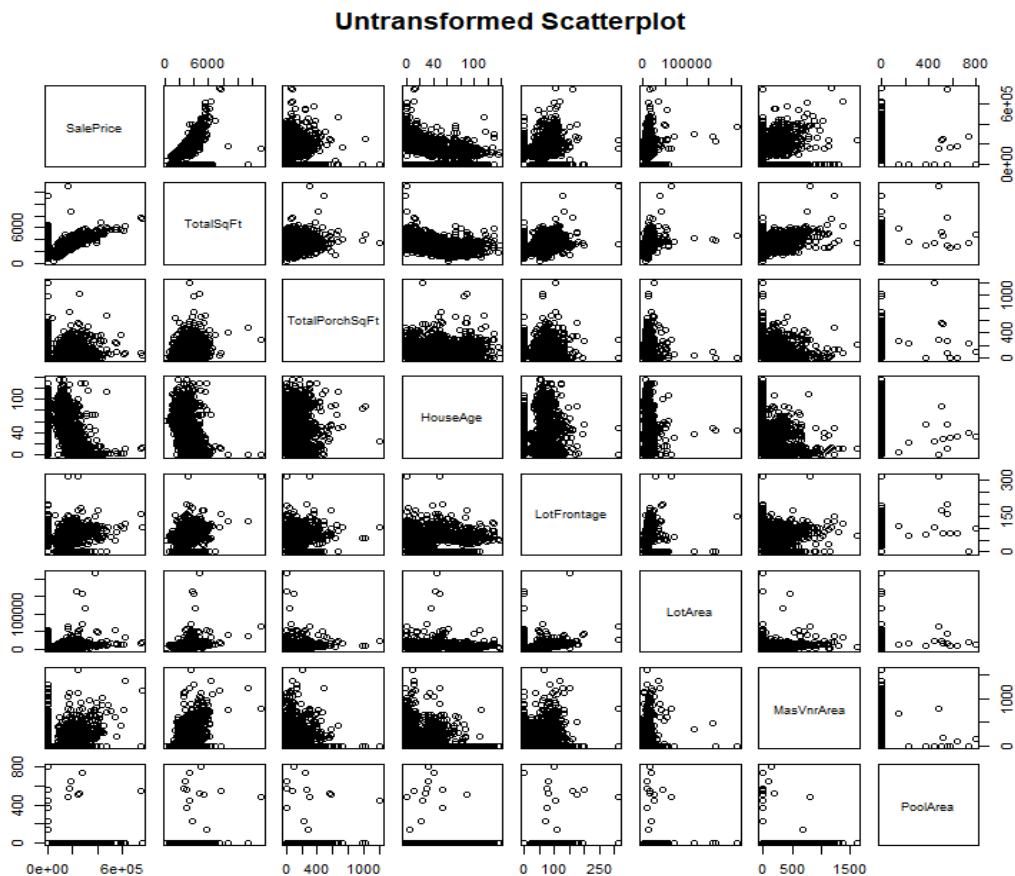 Untransformed Scatterplot
0 6000 0 40 100 0 100000 0 400 800
SalePrice 0e+00 6e+05
0 6000 TotalSqFt
TotalPorchSqFt 0 400 1000
0 40 100 HouseAge
LotFrontage 0 150 300
0 100000 LotArea
MasVnrArea 0 1000
0 400 800 PoolArea
0e+00 6e+05 0 400 1000 0 100 250 0 500 1500